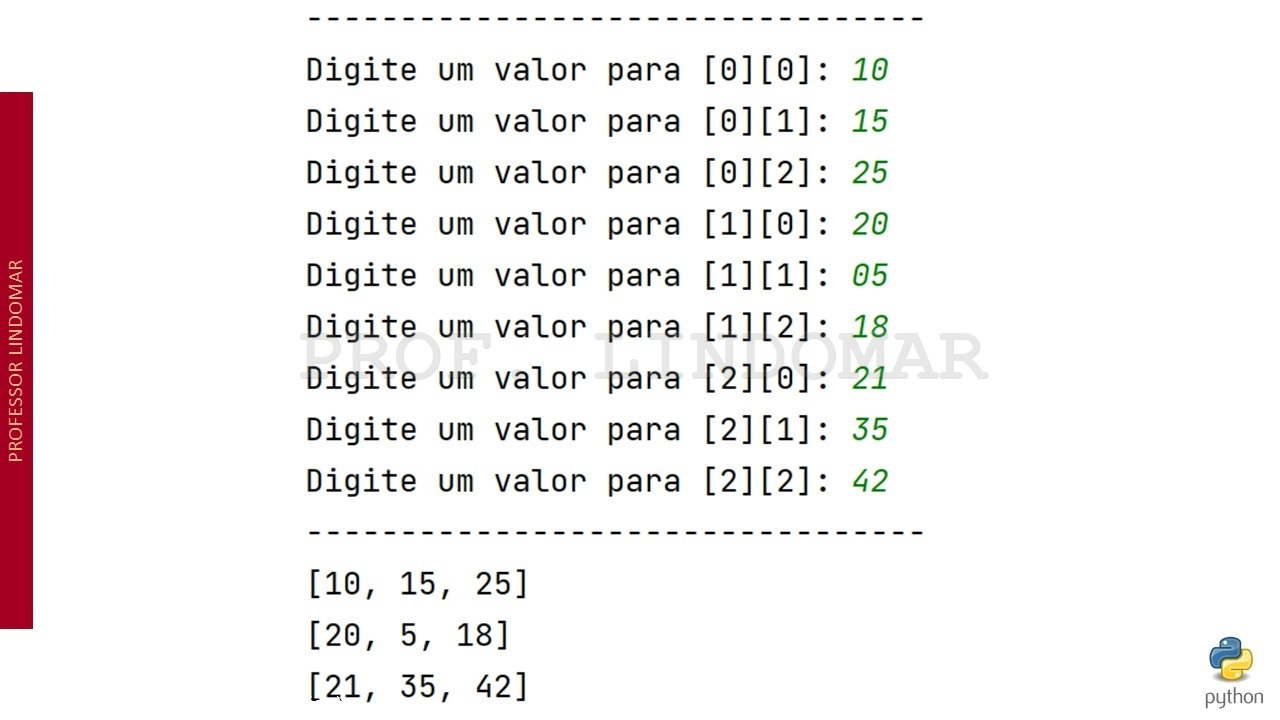 ---------------------------------
Digite um valor para [0][0]: 10
Digite um valor para [0][1]: 15
Digite um valor para [0][2]: 25
Digite um valor para [1][0]: 20
Digite um valor para [1][1]: 05
Digite um valor para [1][2]: 18
Digite um valor para [2][0]: 21
Digite um valor para [2][1]: 35
Digite um valor para [2][2]: 42
---------------------------------
[10, 15, 25]
[20, 5, 18]
[21, 35, 42]
PROF. LINDOMAR
PROFESSOR LINDOMAR
python